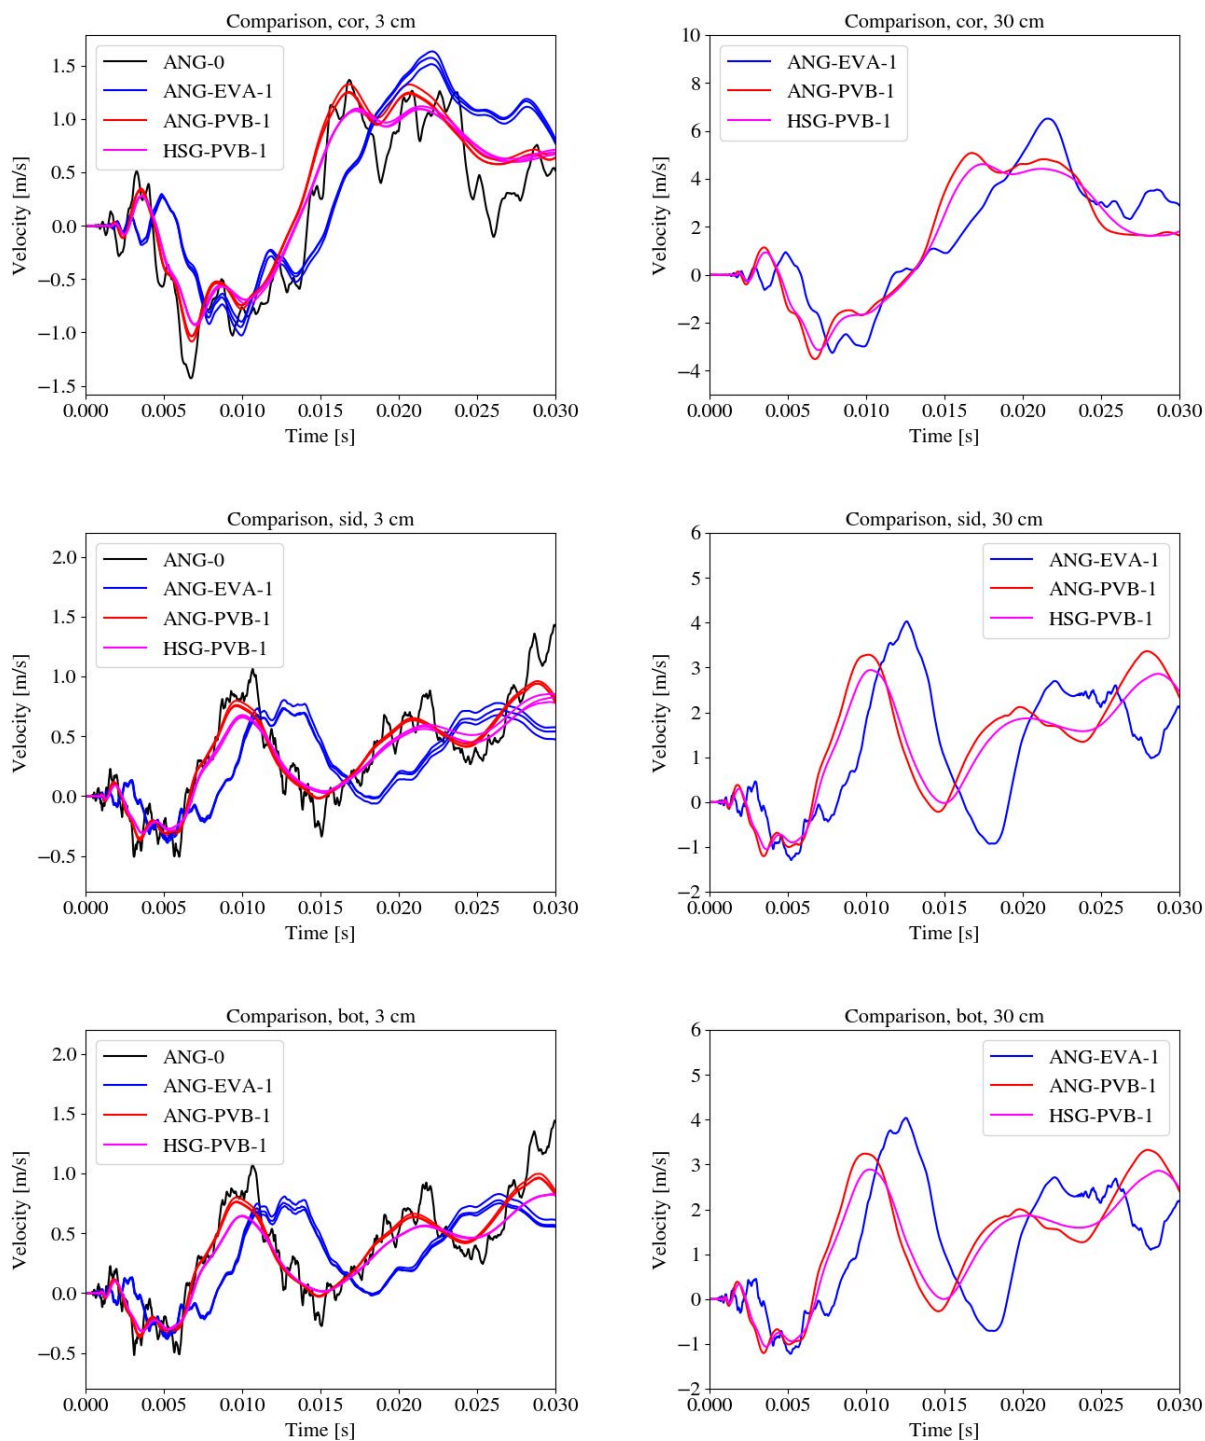 Comparison, cor, 3 cm
ANG-0
ANG-EVA-1
ANG-PVB-1
HSG-PVB-1
1.5
1.0
0.5
0.0
−0.5
−1.0
−1.5
Velocity [m/s]
0.000 0.005 0.010 0.015 0.020 0.025 0.030
Time [s]
Comparison, cor, 30 cm
ANG-EVA-1
ANG-PVB-1
HSG-PVB-1
10
8
6
4
2
0
−2
−4
Velocity [m/s]
0.000 0.005 0.010 0.015 0.020 0.025 0.030
Time [s]
Comparison, sid, 3 cm
ANG-0
ANG-EVA-1
ANG-PVB-1
HSG-PVB-1
2.0
1.5
1.0
0.5
0.0
−0.5
Velocity [m/s]
0.000 0.005 0.010 0.015 0.020 0.025 0.030
Time [s]
Comparison, sid, 30 cm
ANG-EVA-1
ANG-PVB-1
HSG-PVB-1
6
5
4
3
2
1
0
−1
−2
Velocity [m/s]
0.000 0.005 0.010 0.015 0.020 0.025 0.030
Time [s]
Comparison, bot, 3 cm
ANG-0
ANG-EVA-1
ANG-PVB-1
HSG-PVB-1
2.0
1.5
1.0
0.5
0.0
−0.5
Velocity [m/s]
0.000 0.005 0.010 0.015 0.020 0.025 0.030
Time [s]
Comparison, bot, 30 cm
ANG-EVA-1
ANG-PVB-1
HSG-PVB-1
6
5
4
3
2
1
0
−1
−2
Velocity [m/s]
0.000 0.005 0.010 0.015 0.020 0.025 0.030
Time [s]